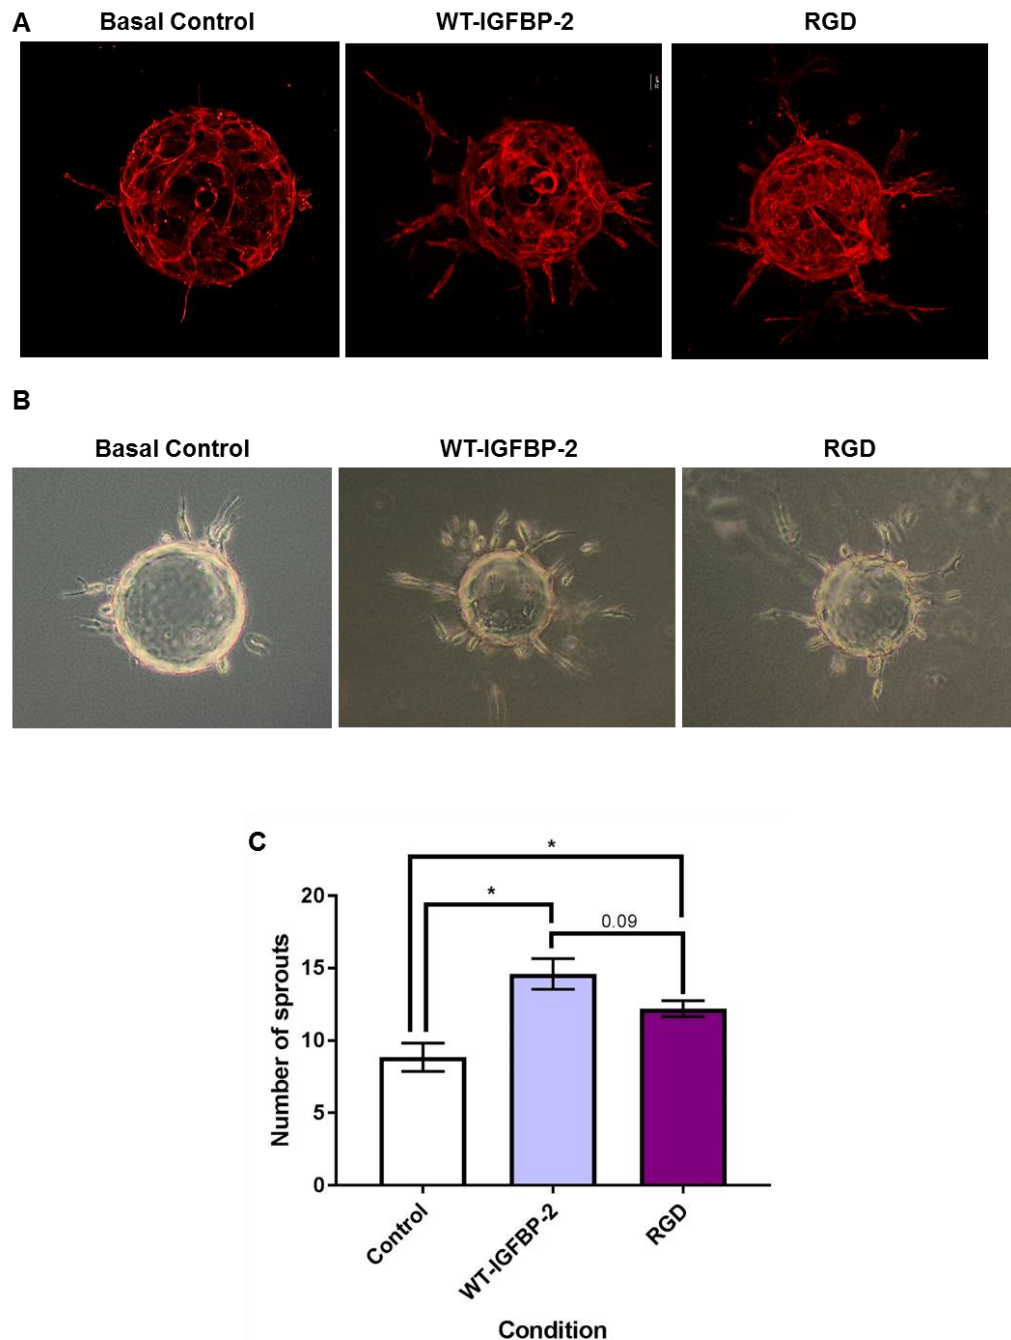 A
Basal Control
WT-IGFBP-2
RGD
B
Basal Control
WT-IGFBP-2
RGD
C
*
*
0.09
20
15
10
5
0
Number of sprouts
Control
WT-IGFBP-2
RGD
Condition